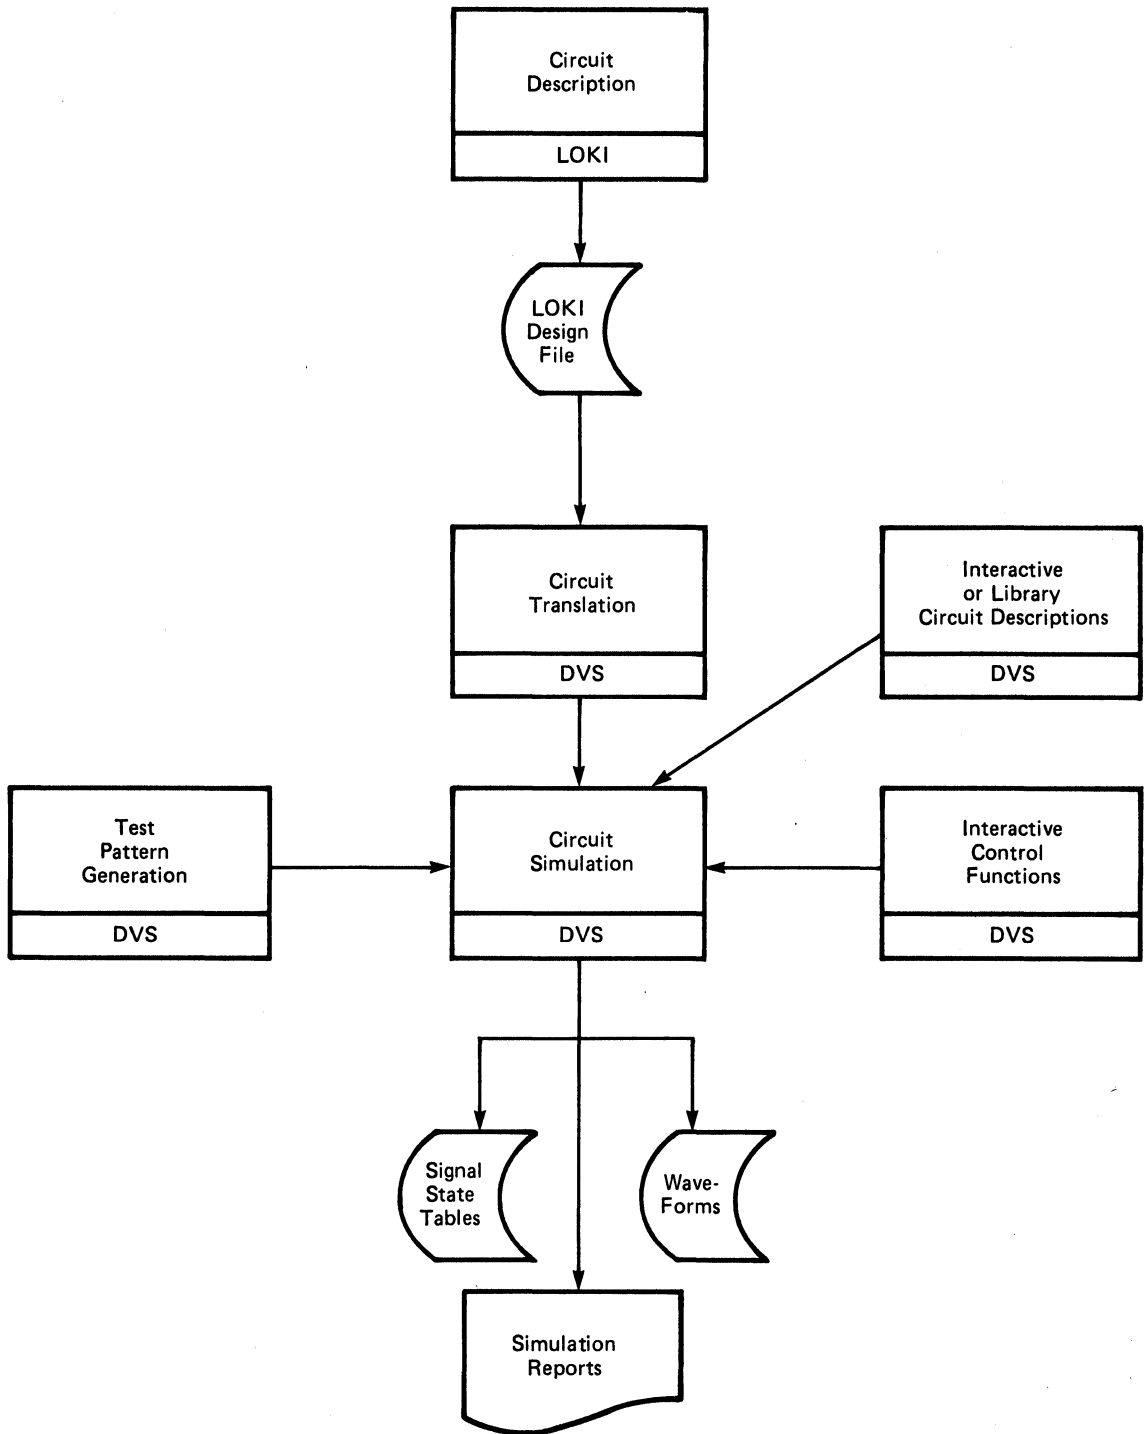 Circuit
Description
LOKI
LOKI
Design
File
Circuit
Translation
DVS
Interactive
or Library
Circuit Descriptions
DVS
Test
Pattern
Generation
DVS
Circuit
Simulation
DVS
Interactive
Control
Functions
DVS
Signal
State
Tables
Wave-
Forms
Simulation
Reports